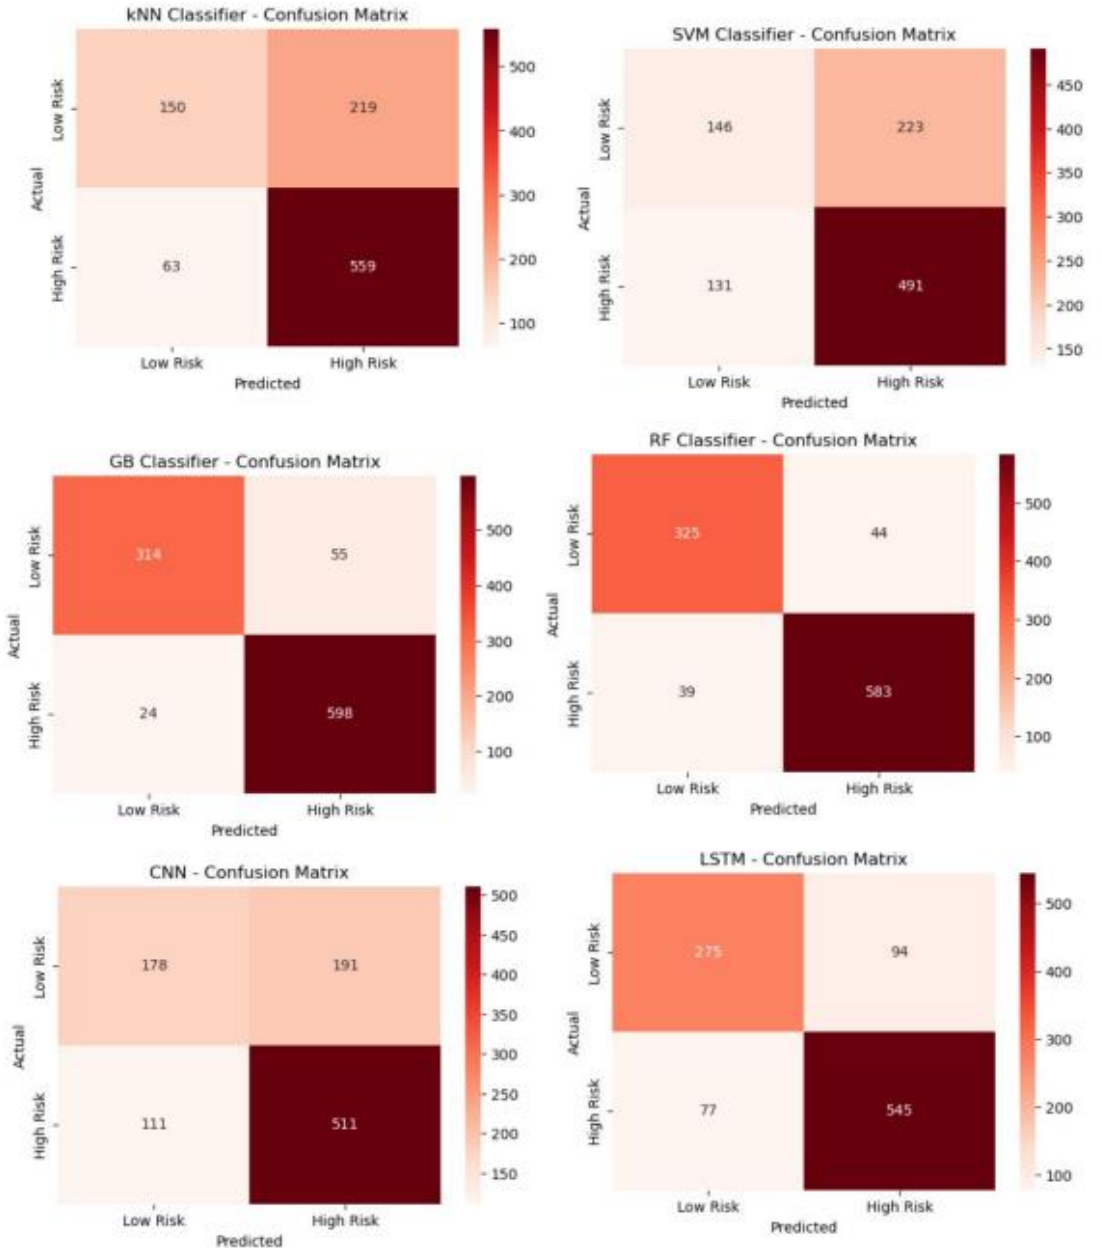 kNN Classifier - Confusion Matrix
Low Risk
150
219
500
400
300
200
100
Actual
High Risk
63
559
Low Risk
High Risk
Predicted
SVM Classifier - Confusion Matrix
Low Risk
146
223
450
400
350
300
250
200
150
Actual
High Risk
131
491
Low Risk
High Risk
Predicted
GB Classifier - Confusion Matrix
Low Risk
314
55
500
400
300
200
100
Actual
High Risk
24
598
Low Risk
High Risk
Predicted
RF Classifier - Confusion Matrix
Low Risk
325
44
500
400
300
200
100
Actual
High Risk
39
583
Low Risk
High Risk
Predicted
CNN - Confusion Matrix
Low Risk
178
191
500
450
400
350
300
250
200
150
Actual
High Risk
111
511
Low Risk
High Risk
Predicted
LSTM - Confusion Matrix
Low Risk
275
94
500
400
300
200
100
Actual
High Risk
77
545
Low Risk
High Risk
Predicted